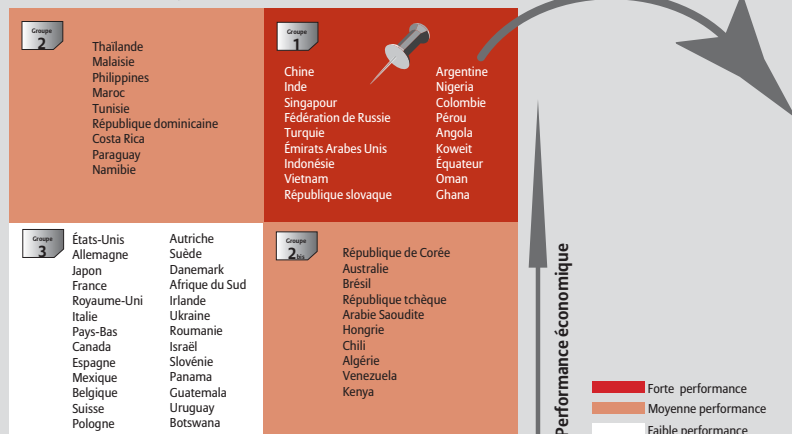 Groupe
2
Thaïlande
Malaisie
Philippines
Maroc
Tunisie
République dominicaine
Costa Rica
Paraguay
Namibie
Groupe
1
Chine
Inde
Singapour
Fédération de Russie
Turquie
Émirats Arabes Unis
Indonésie
Vietnam
République slovaque
Argentine
Nigeria
Colombie
Pérou
Angola
Koweit
Équateur
Oman
Ghana
Groupe
3
États-Unis
Allemagne
Japon
France
Royaume-Uni
Italie
Pays-Bas
Canada
Espagne
Mexique
Belgique
Suisse
Pologne
Autriche
Suède
Danemark
Afrique du Sud
Irlande
Ukraine
Roumanie
Israël
Slovénie
Panama
Guatemala
Uruguay
Botswana
Groupe
2 bis
République de Corée
Australie
Brésil
République tchèque
Arabie Saoudite
Hongrie
Chili
Algérie
Venezuela
Kenya
Performance économique
Forte performance
Moyenne performance
Faible performance